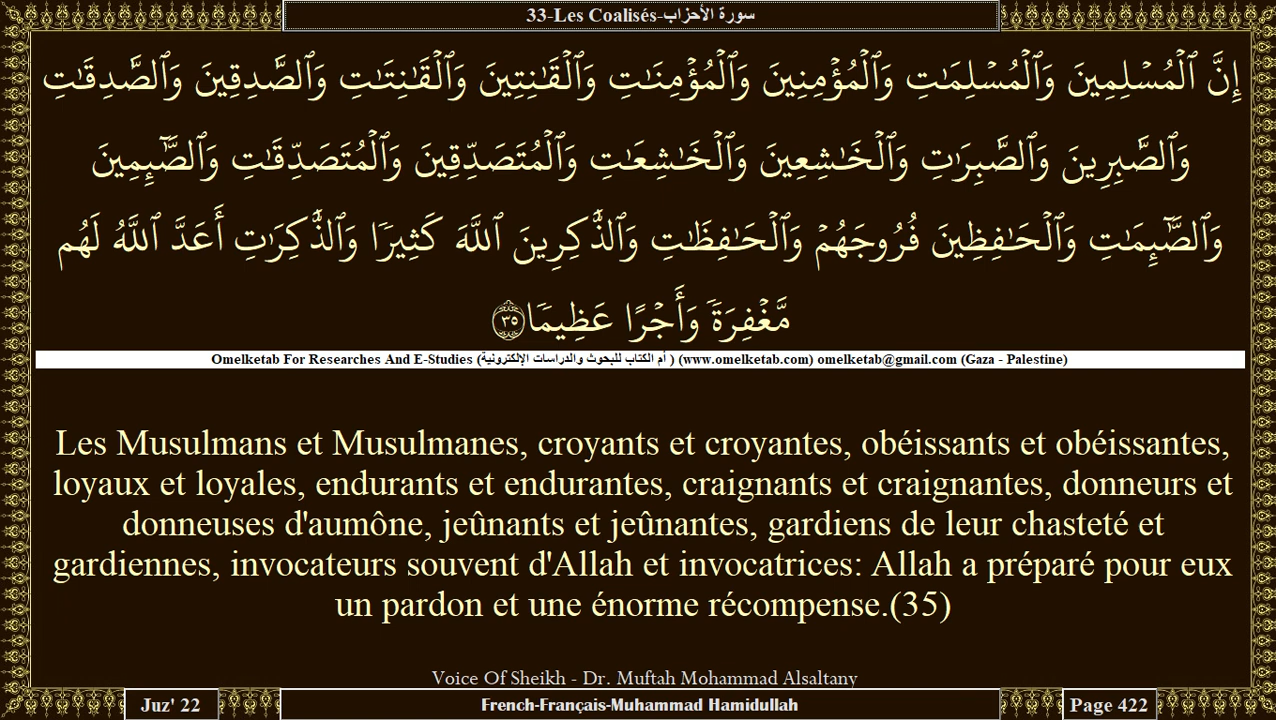 33-Les Coalisés-سورة الأحزاب
إِنَّ ٱلۡمُسۡلِمِينَ وَٱلۡمُسۡلِمَٰتِ وَٱلۡمُؤۡمِنِينَ وَٱلۡمُؤۡمِنَٰتِ وَٱلۡقَٰنِتِينَ وَٱلۡقَٰنِتَٰتِ وَٱلصَّٰدِقِينَ وَٱلصَّٰدِقَٰتِ
وَٱلصَّٰبِرِينَ وَٱلصَّٰبِرَٰتِ وَٱلۡخَٰشِعِينَ وَٱلۡخَٰشِعَٰتِ وَٱلۡمُتَصَدِّقِينَ وَٱلۡمُتَصَدِّقَٰتِ وَٱلصَّٰٓئِمِينَ
وَٱلصَّٰٓئِمَٰتِ وَٱلۡحَٰفِظِينَ فُرُوجَهُمۡ وَٱلۡحَٰفِظَٰتِ وَٱلذَّٰكِرِينَ ٱللَّهَ كَثِيرٗا وَٱلذَّٰكِرَٰتِ أَعَدَّ ٱللَّهُ لَهُم
مَّغۡفِرَةٗ وَأَجۡرًا عَظِيمٗا ٣٥
Omelketab For Researches And E-Studies (أم الكتاب للبحوث والدراسات الإلكترونية ) (www.omelketab.com) omelketab@gmail.com (Gaza - Palestine)
Les Musulmans et Musulmanes, croyants et croyantes, obéissants et obéissantes,
loyaux et loyales, endurants et endurantes, craignants et craignantes, donneurs et
donneuses d'aumône, jeûnants et jeûnantes, gardiens de leur chasteté et
gardiennes, invocateurs souvent d'Allah et invocatrices: Allah a préparé pour eux
un pardon et une énorme récompense.(35)
Voice Of Sheikh - Dr. Muftah Mohammad Alsaltany
Juz' 22
French-Français-Muhammad Hamidullah
Page 422